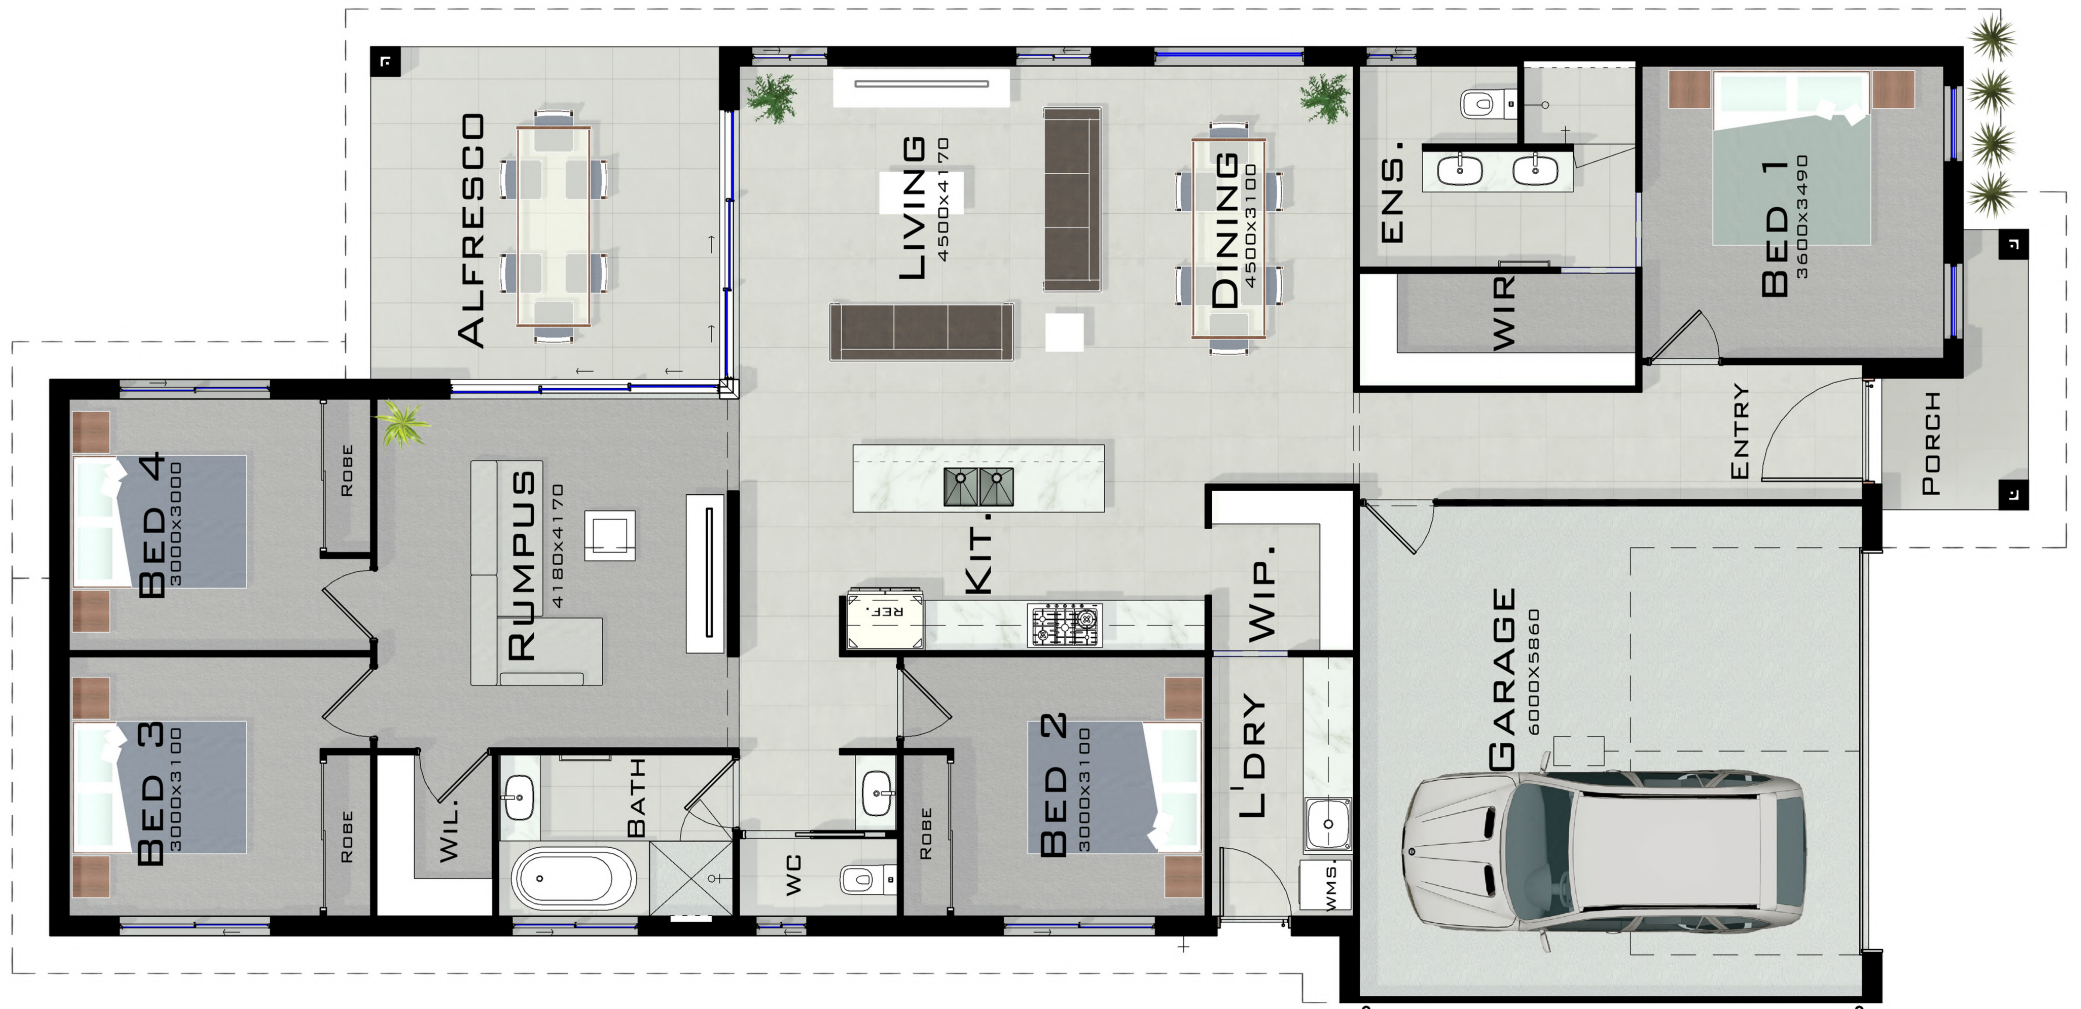 ALFRESCO
LIVING
4500x4170
DINING
4500x3100
ENS.
WIR
BED 1
3600x3490
ENTRY
PORCH
BED 4
3000x3000
ROBE
RUMPUS
4180x4170
KIT.
REF.
WIP.
GARAGE
6000x5860
BED 3
3000x3100
ROBE
WIL.
BATH
WC
ROBE
BED 2
3000x3100
L'DRY
WMS.